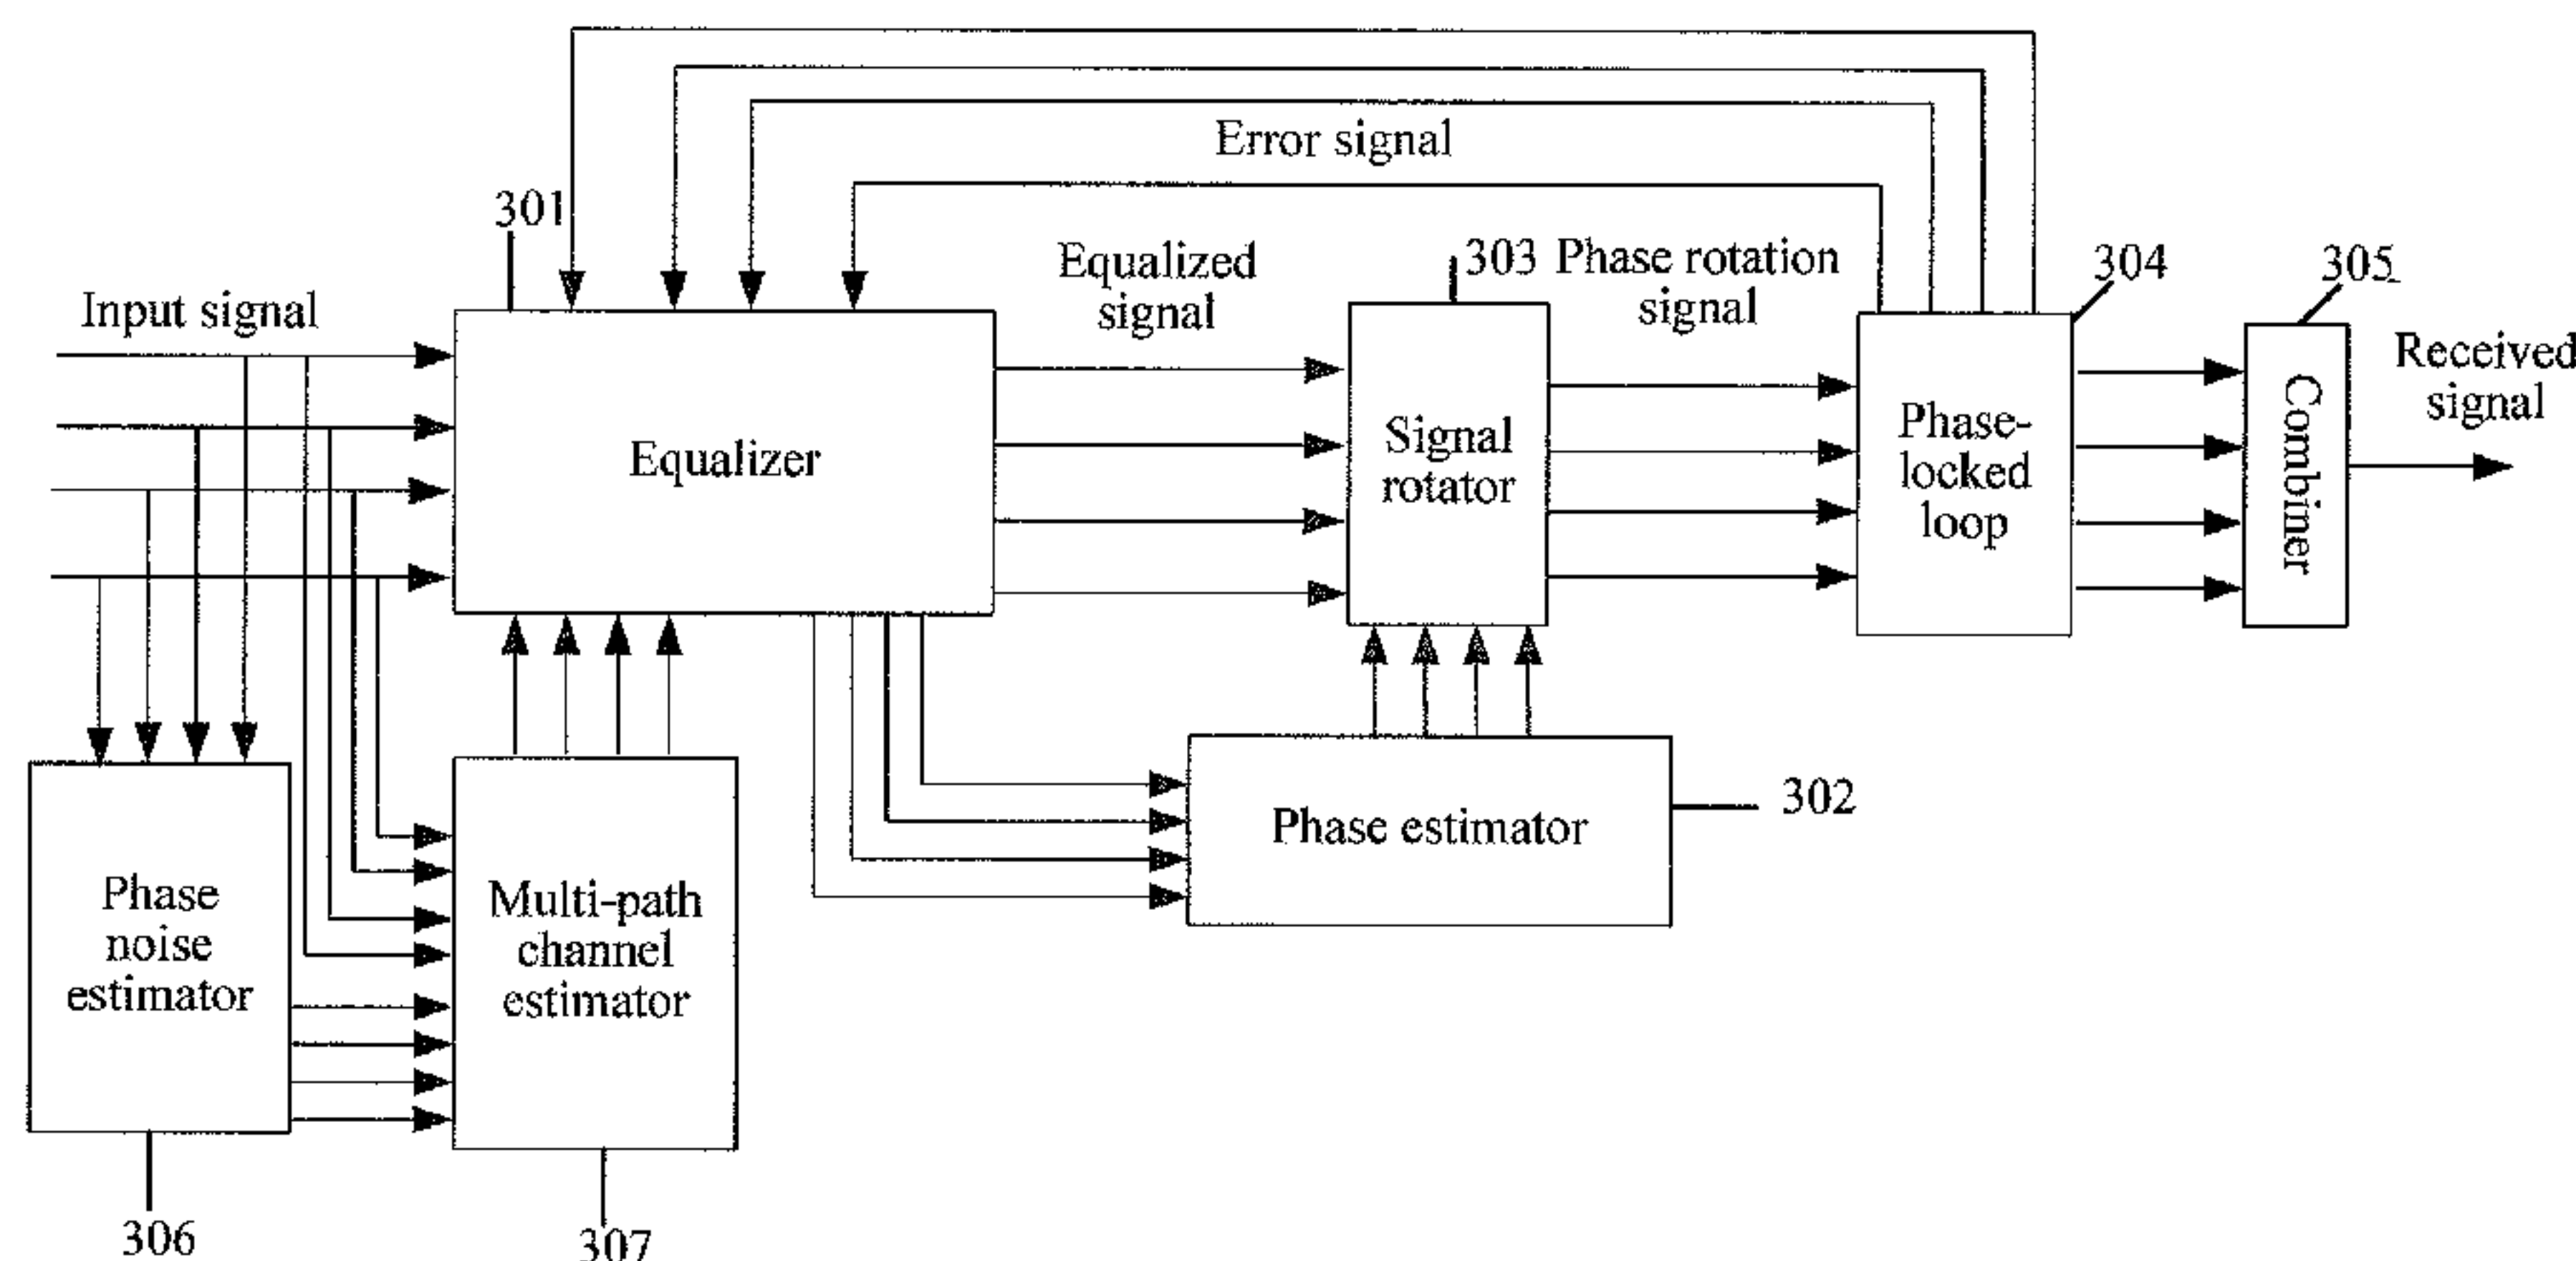 Error signal
301
Input signal
Equalized
signal
303
Phase rotation
signal
304
305
Received
signal
Equalizer
Signal
rotator
Phase-
locked
loop
Combiner
Phase estimator
302
Phase
noise
estimator
Multi-path
channel
estimator
306
307